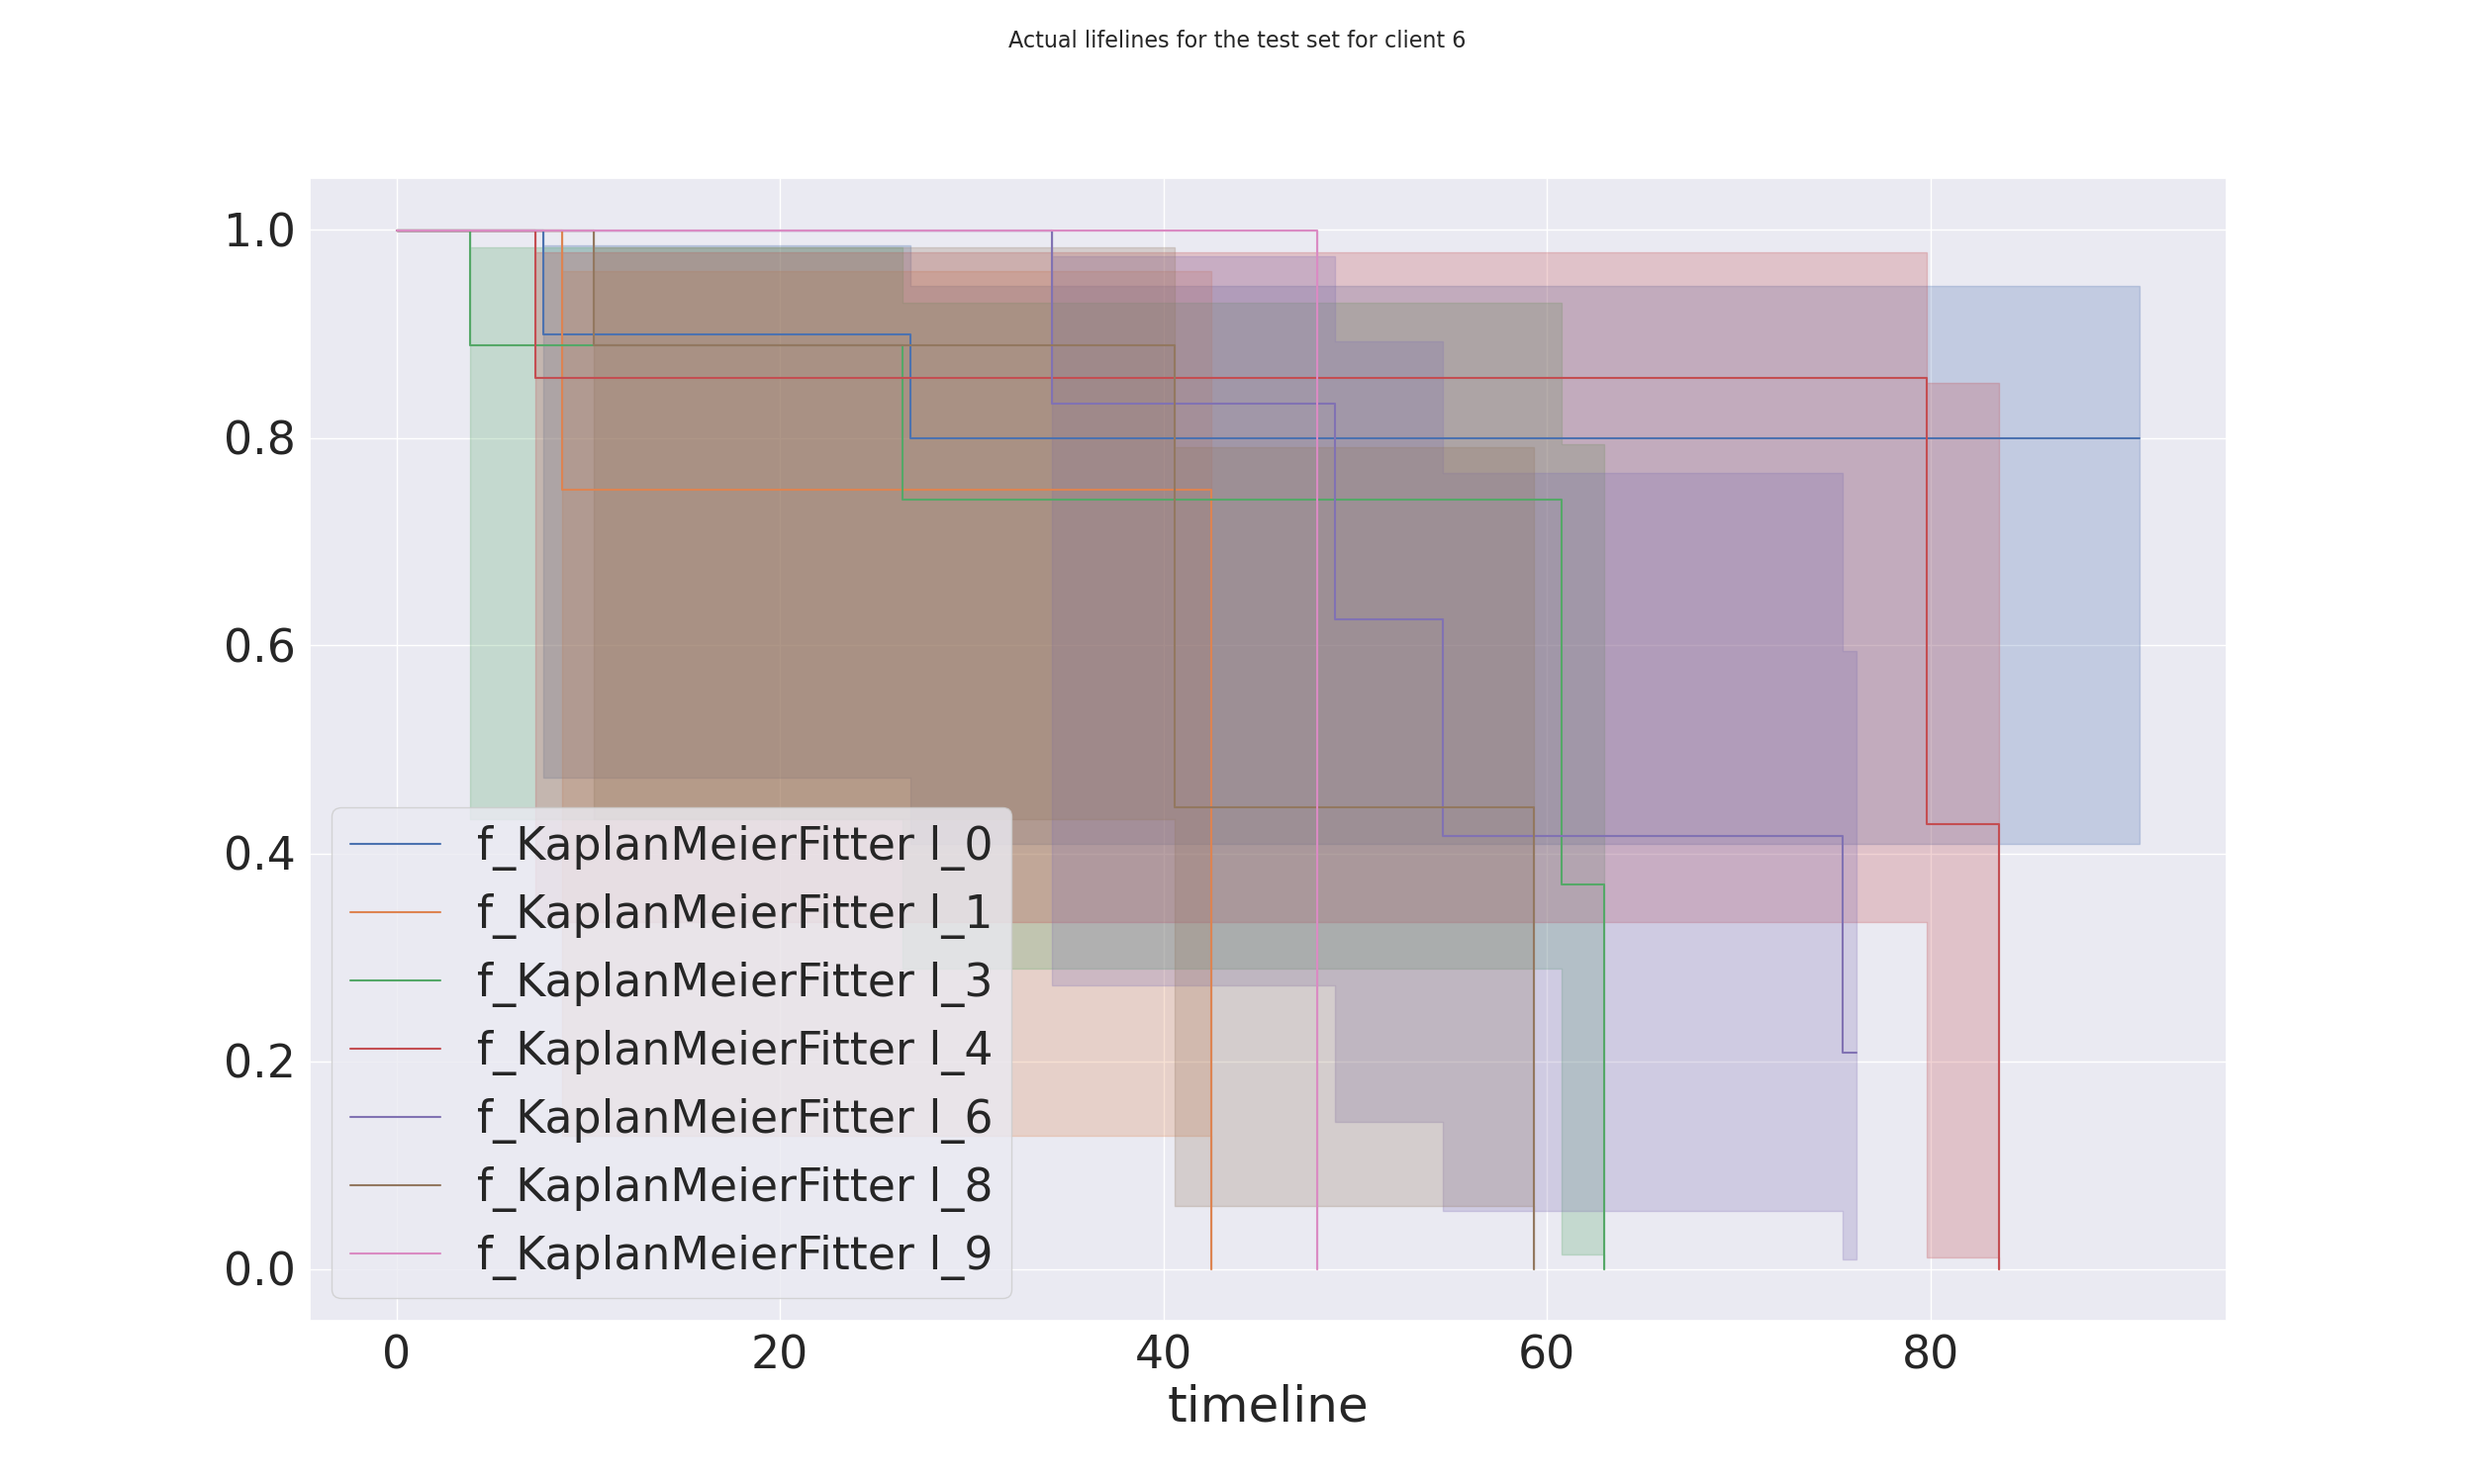 Actual lifelines for the test set for client 6
1.0
0.8
0.6
0.4
0.2
0.0
f_KaplanMeierFitter l_0
f_KaplanMeierFitter l_1
f_KaplanMeierFitter l_3
f_KaplanMeierFitter l_4
f_KaplanMeierFitter l_6
f_KaplanMeierFitter l_8
f_KaplanMeierFitter l_9
0 20 40 60 80
timeline